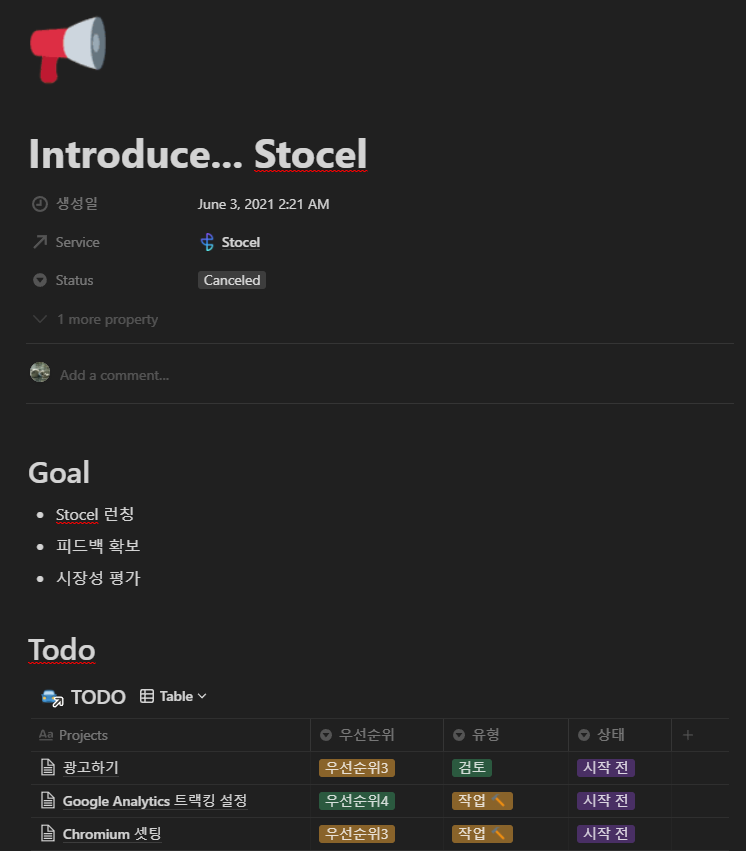 Introduce... Stocel
생성일 June 3, 2021 2:21 AM
Service Stocel
Status Canceled
1 more property
Add a comment...
Goal
Stocel 런칭
피드백 확보
시장성 평가
Todo
TODO Table
Aa Projects 우선순위 유형 상태 +
광고하기 우선순위3 검토 시작 전
Google Analytics 트랙킹 설정 우선순위4 작업 시작 전
Chromium 셋팅 우선순위3 작업 시작 전